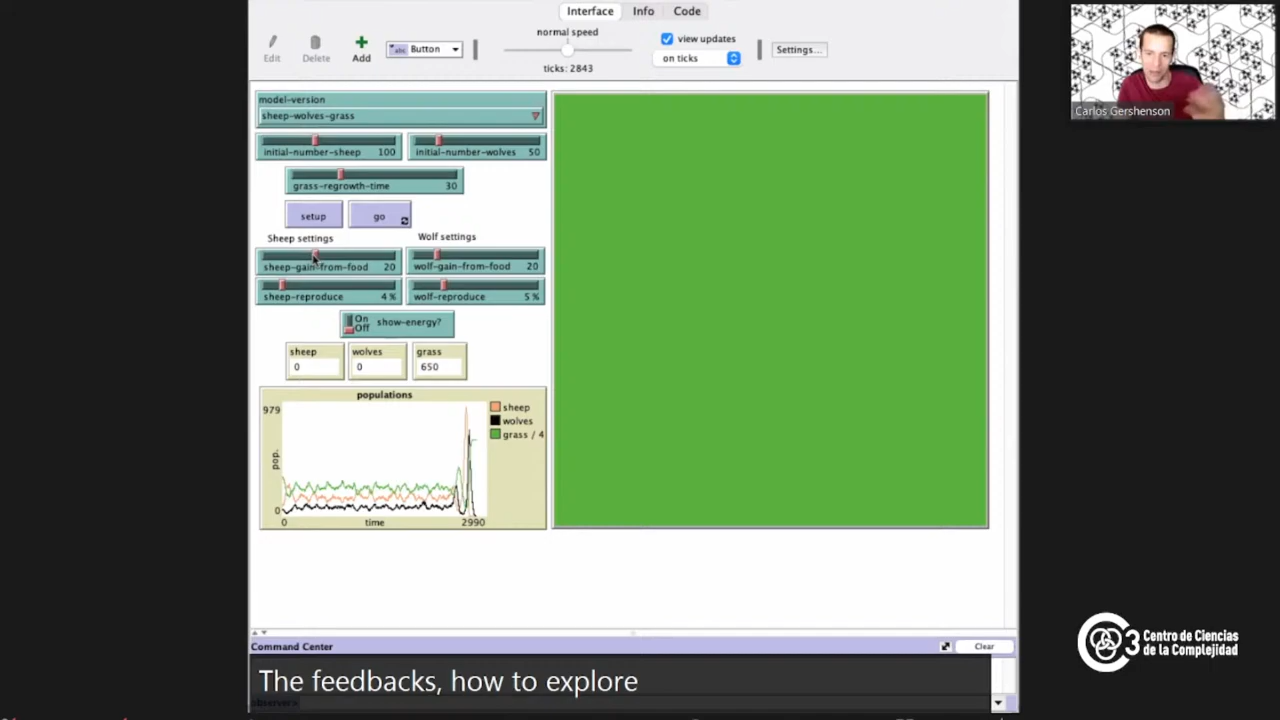 Interface Info Code
Edit
Delete
Add
abc Button
normal speed
ticks: 2843
view updates
on ticks
Settings...
Carlos Gershenson
model-version
sheep-wolves-grass
initial-number-sheep 100
initial-number-wolves 50
grass-regrowth-time 30
setup
go
Sheep settings
Wolf settings
sheep-gain-from-food 20
wolf-gain-from-food 20
sheep-reproduce 4 %
wolf-reproduce 5 %
On
Off
show-energy?
sheep
0
wolves
0
grass
650
populations
979
pop.
0
0
time
2990
sheep
wolves
grass / 4
C3 Centro de Ciencias
de la Complejidad
Command Center
Clear
The feedbacks, how to explore
observer>